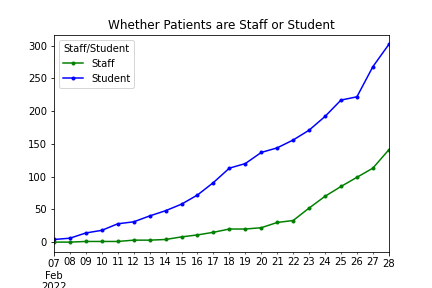 Whether Patients are Staff or Student
Staff/Student
Staff
Student
300
250
200
150
100
50
0
07 08 09 10 11 12 13 14 15 16 17 18 19 20 21 22 23 24 25 26 27 28
Feb
2022